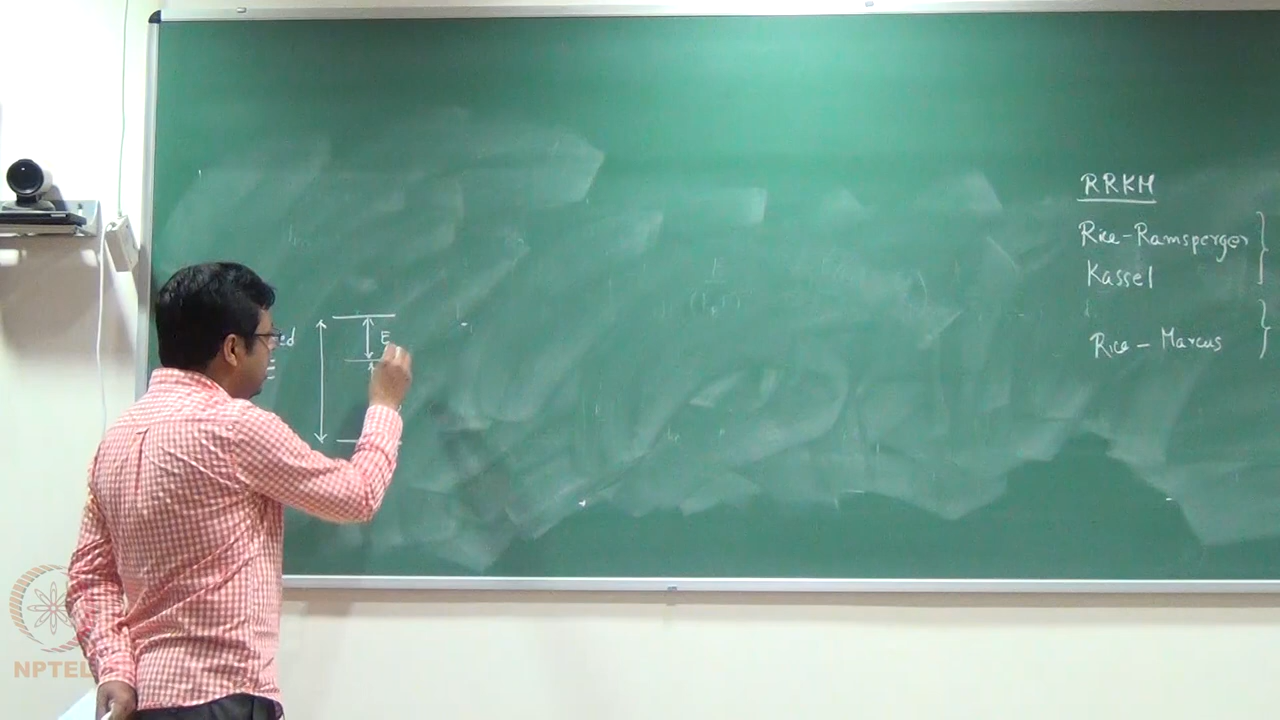 RRKM
Rice-Ramsperger
Kassel
Rice - Marcus
E
NPTEL